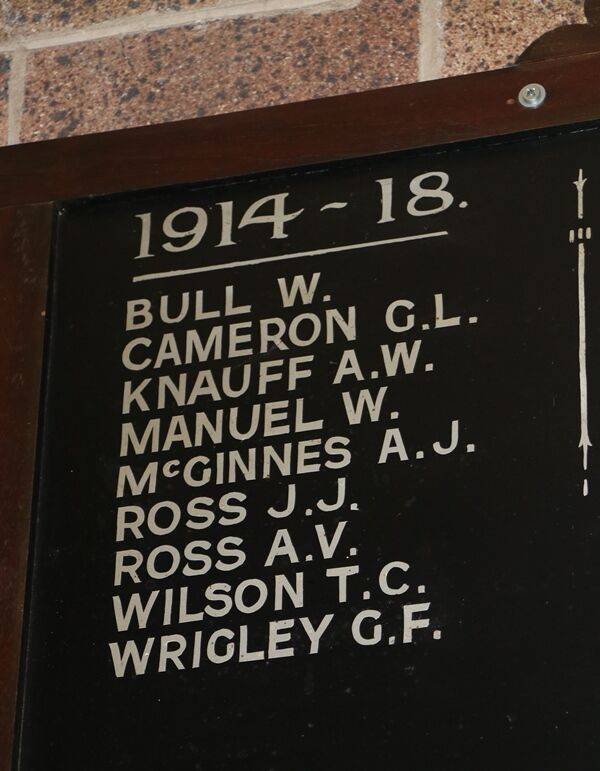 1914 ~ 18.
BULL W.
CAMERON G.L.
KNAUFF A.W.
MANUEL W.
McGINNES A.J.
ROSS J.J.
ROSS A.V.
WILSON T.C.
WRIGLEY G.F.